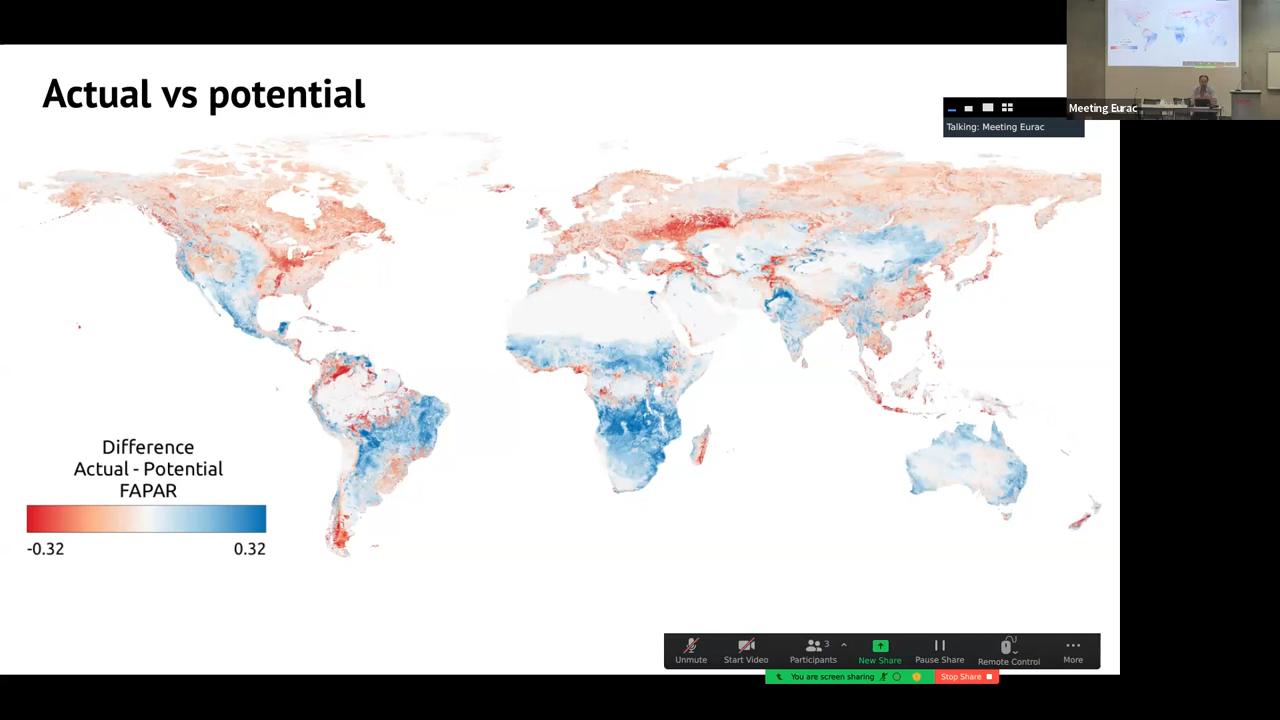 Actual vs potential
Meeting Eurac
Talking: Meeting Eurac
Difference
Actual - Potential
FAPAR
-0.32
0.32
Unmute
Start Video
3
Participants
New Share
Pause Share
Remote Control
More
You are screen sharing
Stop Share